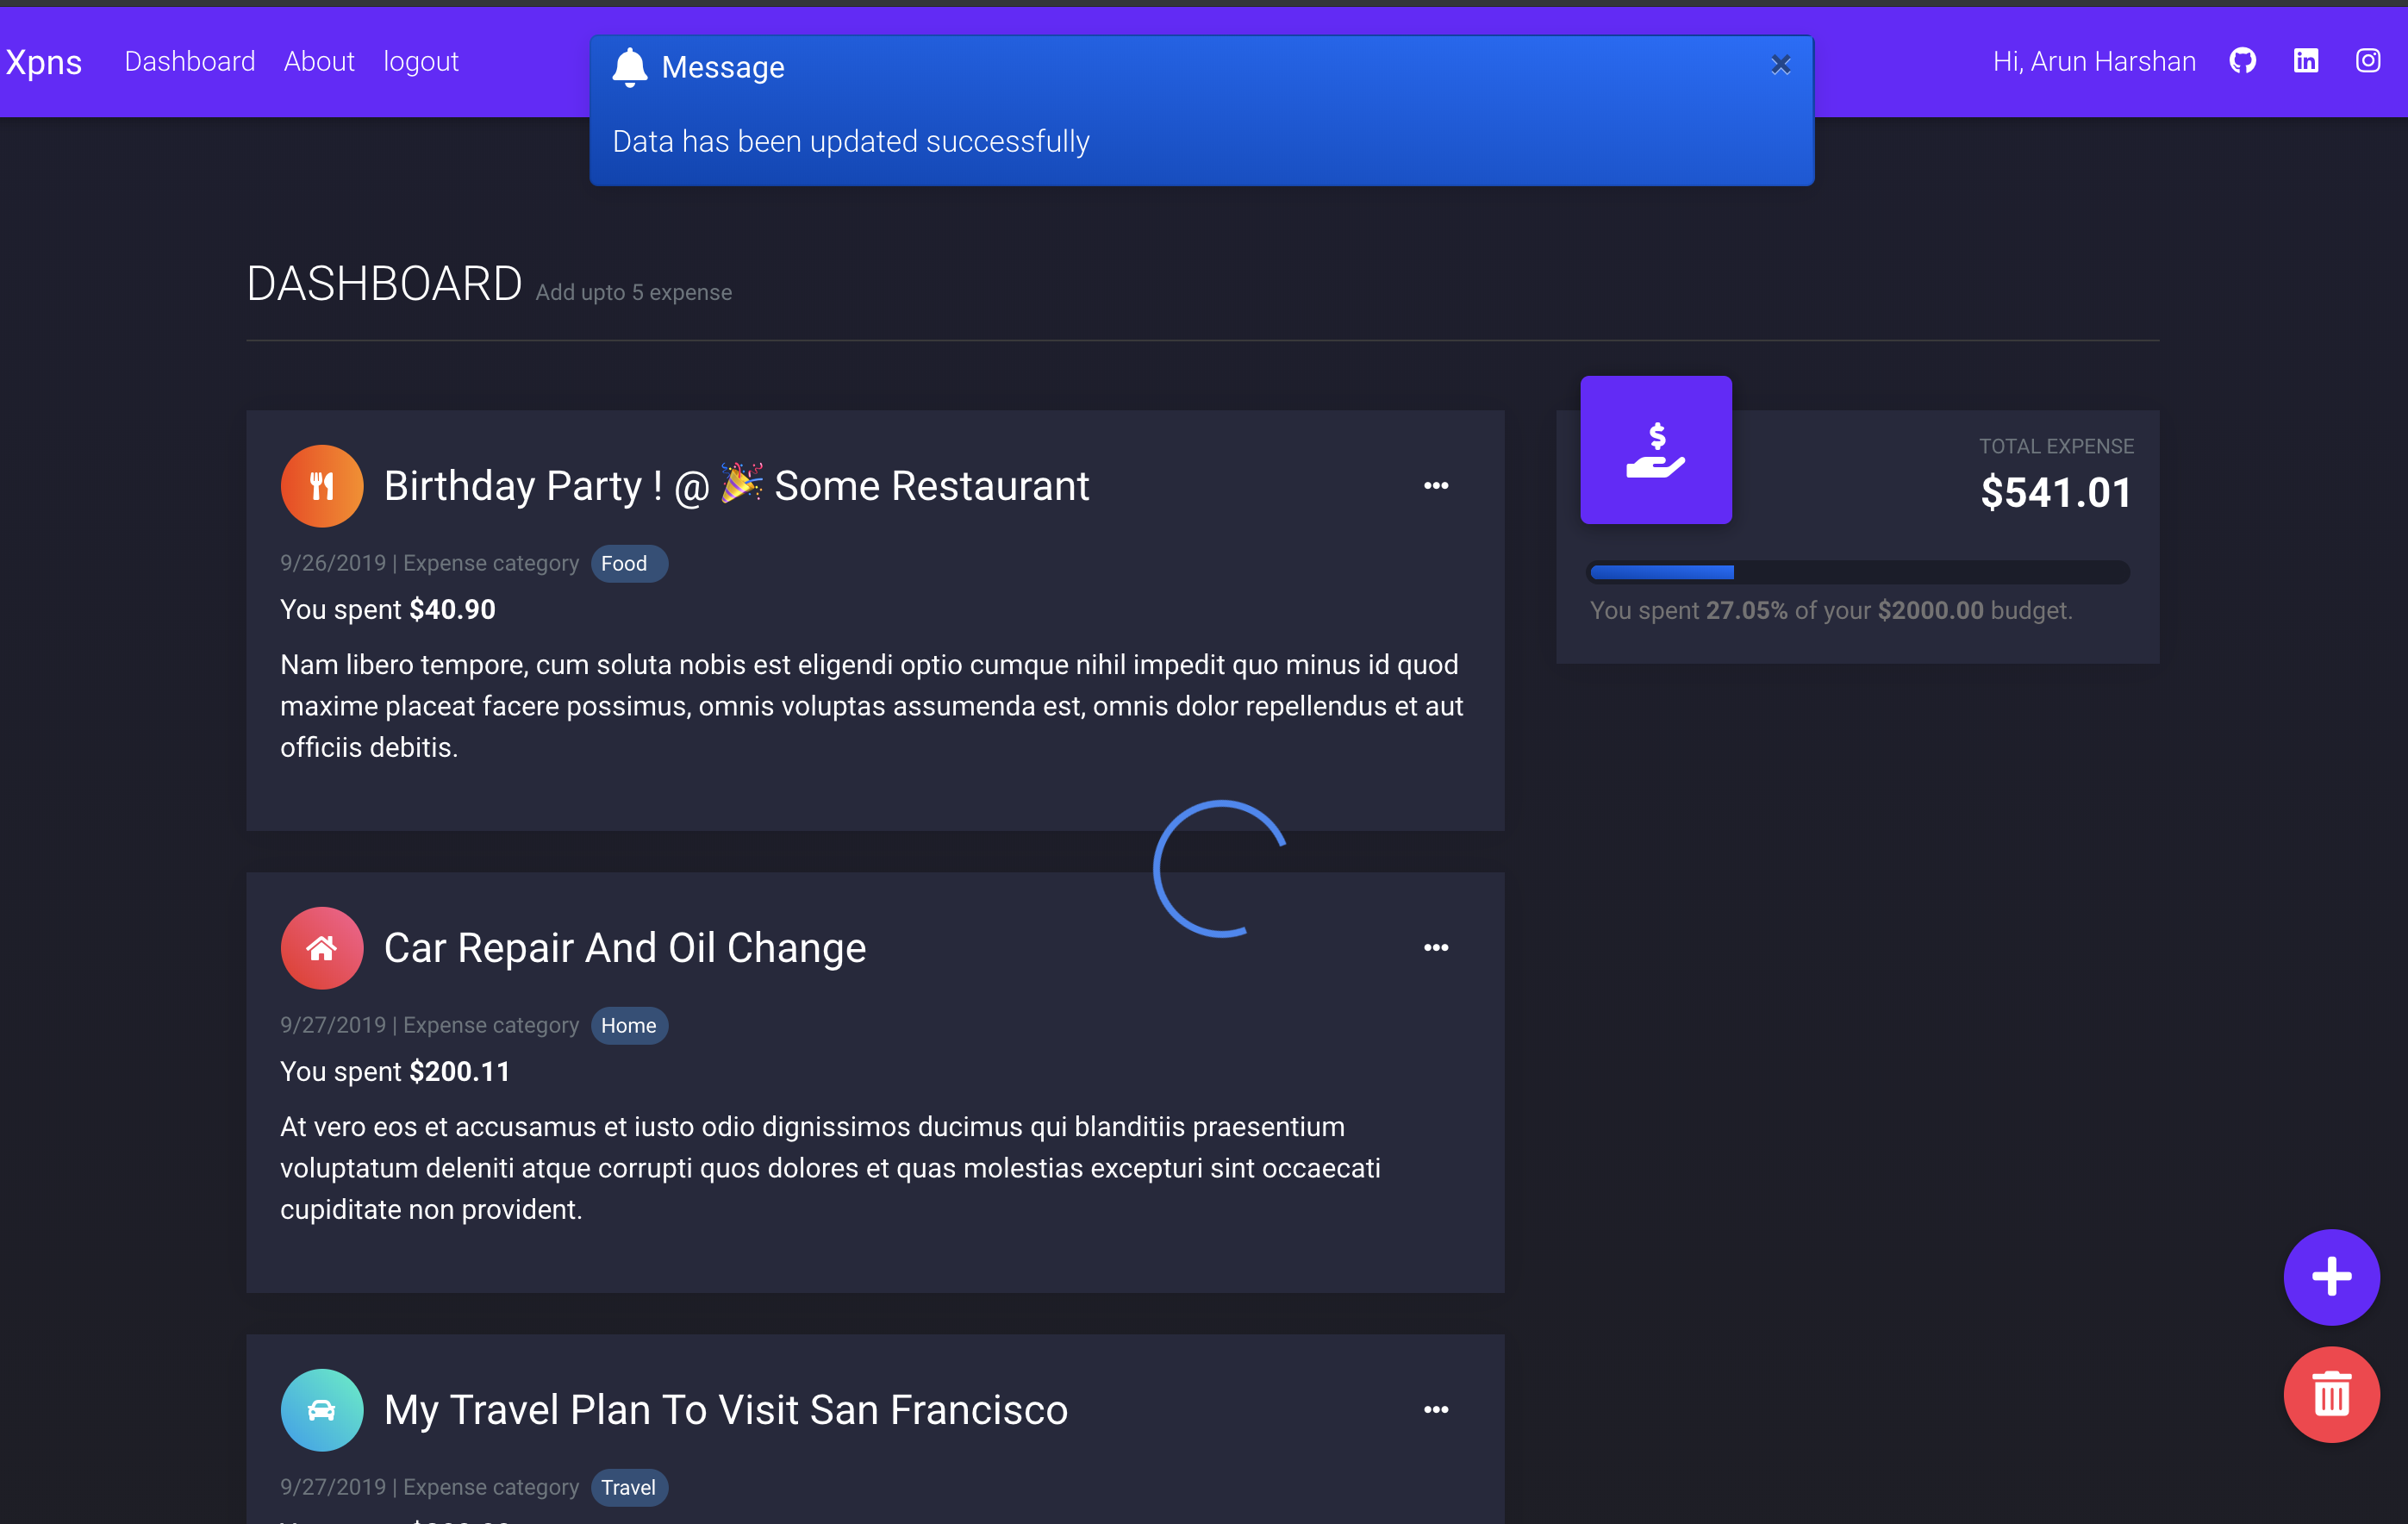 Xpns Dashboard About logout
Message
Data has been updated successfully
Hi, Arun Harshan
DASHBOARD Add upto 5 expense
Birthday Party ! @ 🎉 Some Restaurant
9/26/2019 | Expense category Food
You spent $40.90
Nam libero tempore, cum soluta nobis est eligendi optio cumque nihil impedit quo minus id quod
maxime placeat facere possimus, omnis voluptas assumenda est, omnis dolor repellendus et aut
officiis debitis.
TOTAL EXPENSE
$541.01
You spent 27.05% of your $2000.00 budget.
Car Repair And Oil Change
9/27/2019 | Expense category Home
You spent $200.11
At vero eos et accusamus et iusto odio dignissimos ducimus qui blanditiis praesentium
voluptatum deleniti atque corrupti quos dolores et quas molestias excepturi sint occaecati
cupiditate non provident.
My Travel Plan To Visit San Francisco
9/27/2019 | Expense category Travel